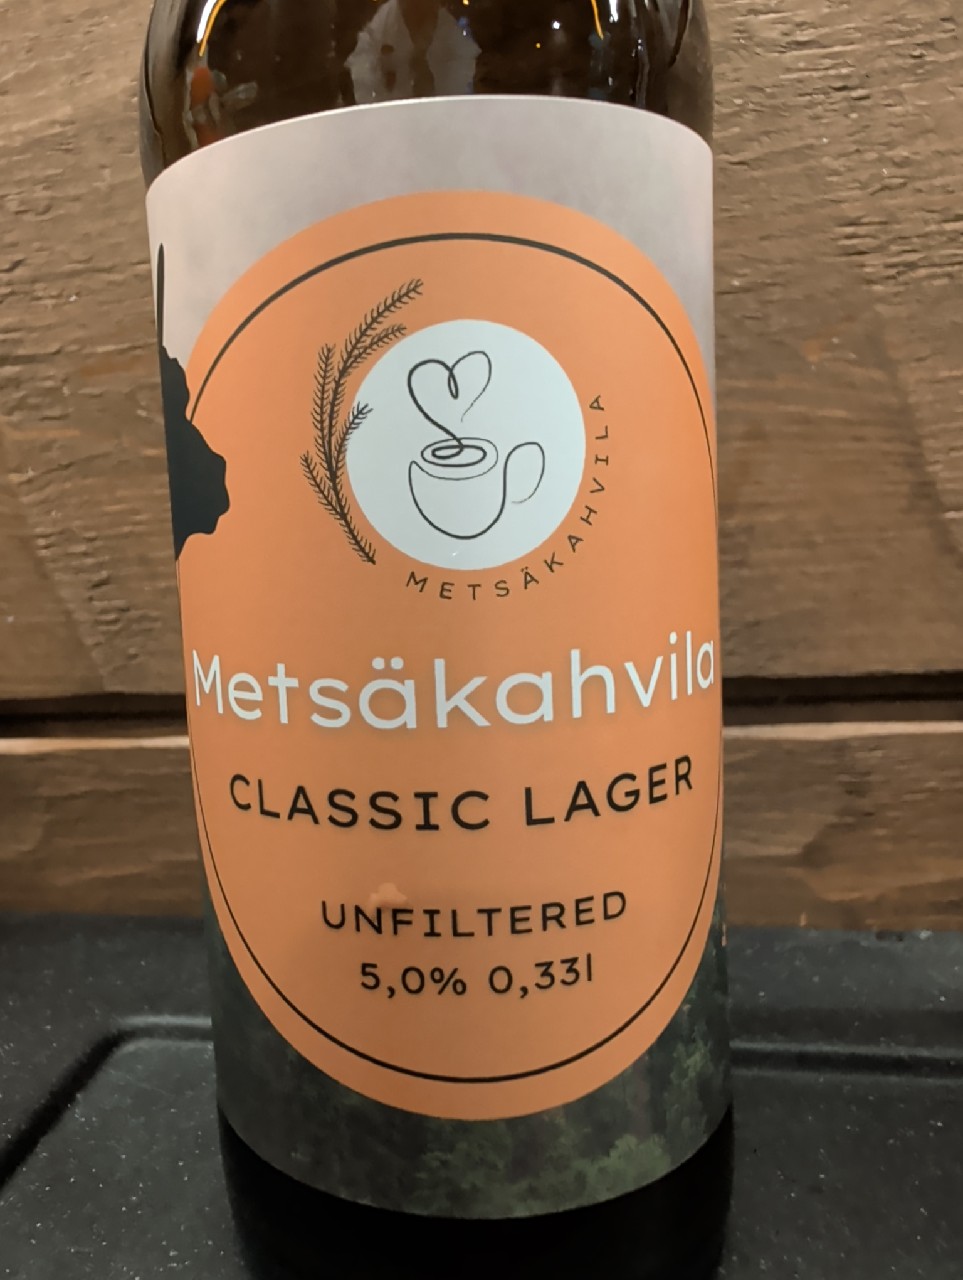 METSÄKAHVILA
Metsäkahvila
CLASSIC LAGER
UNFILTERED
5,0% 0,33l